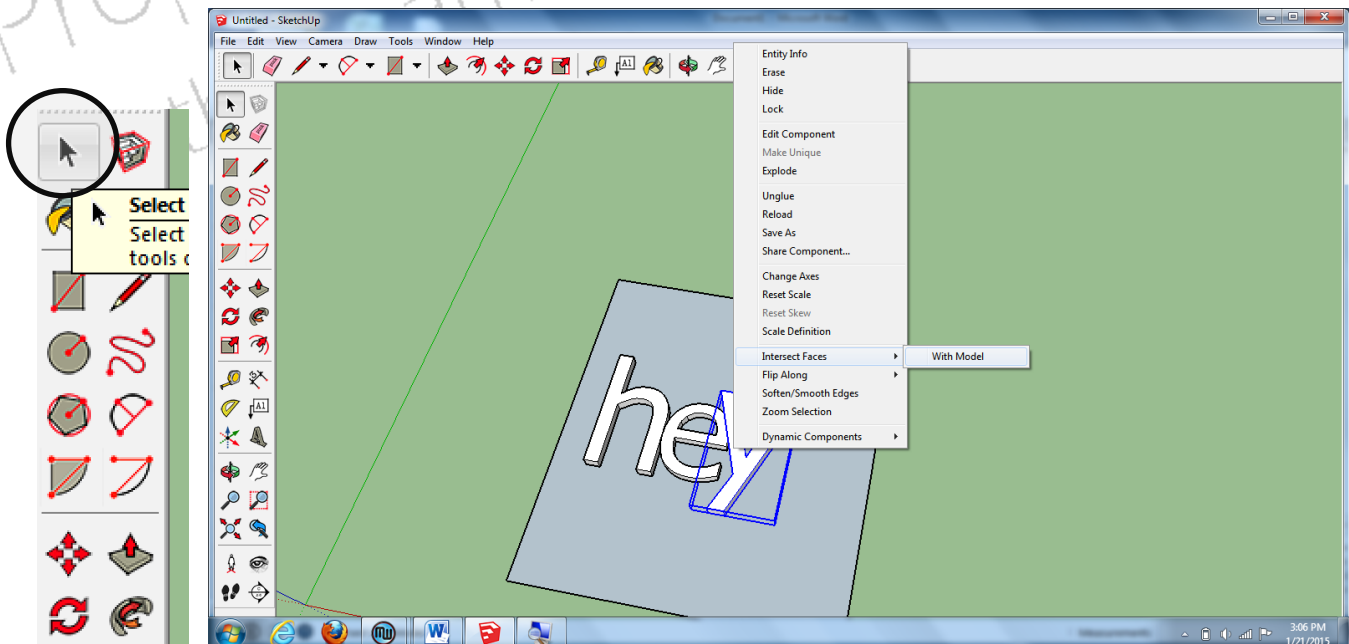 Untitled - SketchUp
File Edit View Camera Draw Tools Window Help
A1
Select
Select
tools
A1
hey
Entity Info
Erase
Hide
Lock
Edit Component
Make Unique
Explode
Unglue
Reload
Save As
Share Component...
Change Axes
Reset Scale
Reset Skew
Scale Definition
Intersect Faces
With Model
Flip Along
Soften/Smooth Edges
Zoom Selection
Dynamic Components
W
3:06 PM
1/21/2015